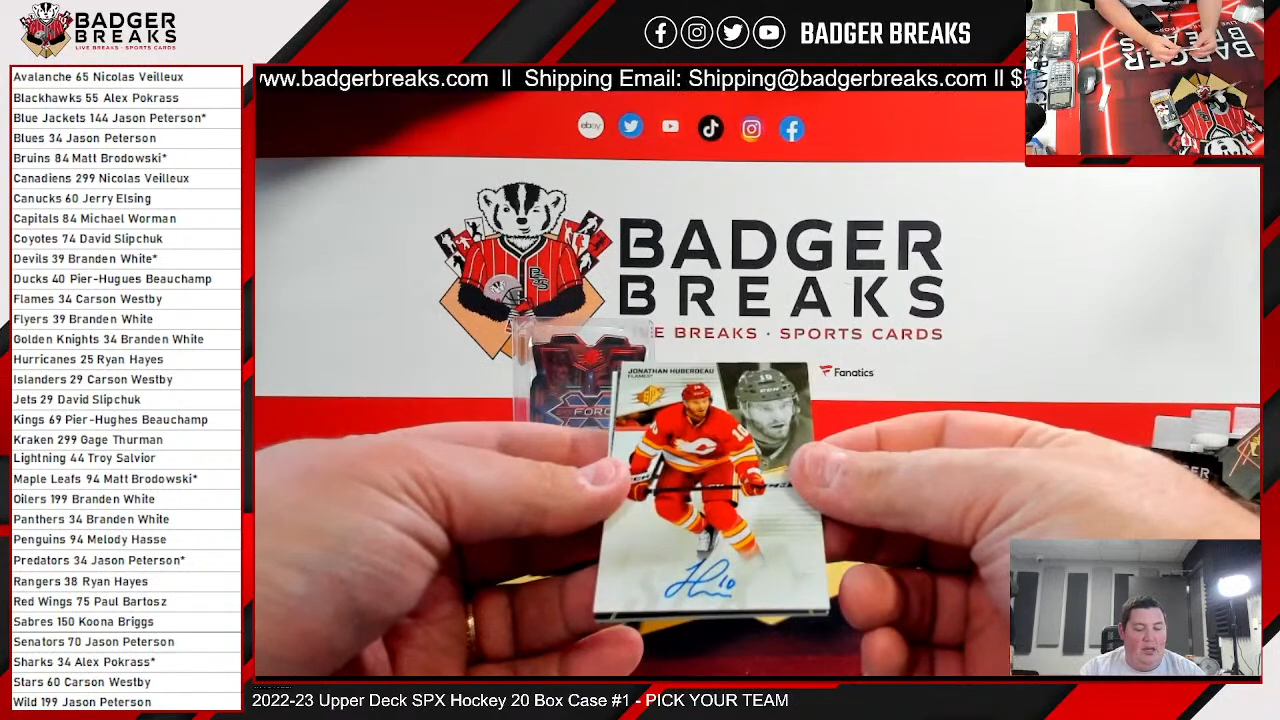 BADGER
BREAKS
LIVE BREAKS · SPORTS CARDS
BADGER BREAKS
www.badgerbreaks.com ll Shipping Email: Shipping@badgerbreaks.com ll $
Avalanche 65 Nicolas Veilleux
Blackhawks 55 Alex Pokrass
Blue Jackets 144 Jason Peterson*
Blues 34 Jason Peterson
Bruins 84 Matt Brodowski*
Canadiens 299 Nicolas Veilleux
Canucks 60 Jerry Elsing
Capitals 84 Michael Worman
Coyotes 74 David Slipchuk
Devils 39 Branden White*
Ducks 40 Pier-Hugues Beauchamp
Flames 34 Carson Westby
Flyers 39 Branden White
Golden Knights 34 Branden White
Hurricanes 25 Ryan Hayes
Islanders 29 Carson Westby
Jets 29 David Slipchuk
Kings 69 Pier-Hughes Beauchamp
Kraken 299 Gage Thurman
Lightning 44 Troy Salvior
Maple Leafs 94 Matt Brodowski*
Oilers 199 Branden White
Panthers 34 Branden White
Penguins 94 Melody Hasse
Predators 34 Jason Peterson*
Rangers 38 Ryan Hayes
Red Wings 75 Paul Bartosz
Sabres 150 Koona Briggs
Senators 70 Jason Peterson
Sharks 34 Alex Pokrass*
Stars 60 Carson Westby
Wild 199 Jason Peterson
ebay
BADGER
BREAKS
E BREAKS · SPORTS CARDS
Fanatics
FORC
JONATHAN HUBERDEAU
FLAMES
SPX
10
BADGER
BREAKS
2022-23 Upper Deck SPX Hockey 20 Box Case #1 - PICK YOUR TEAM